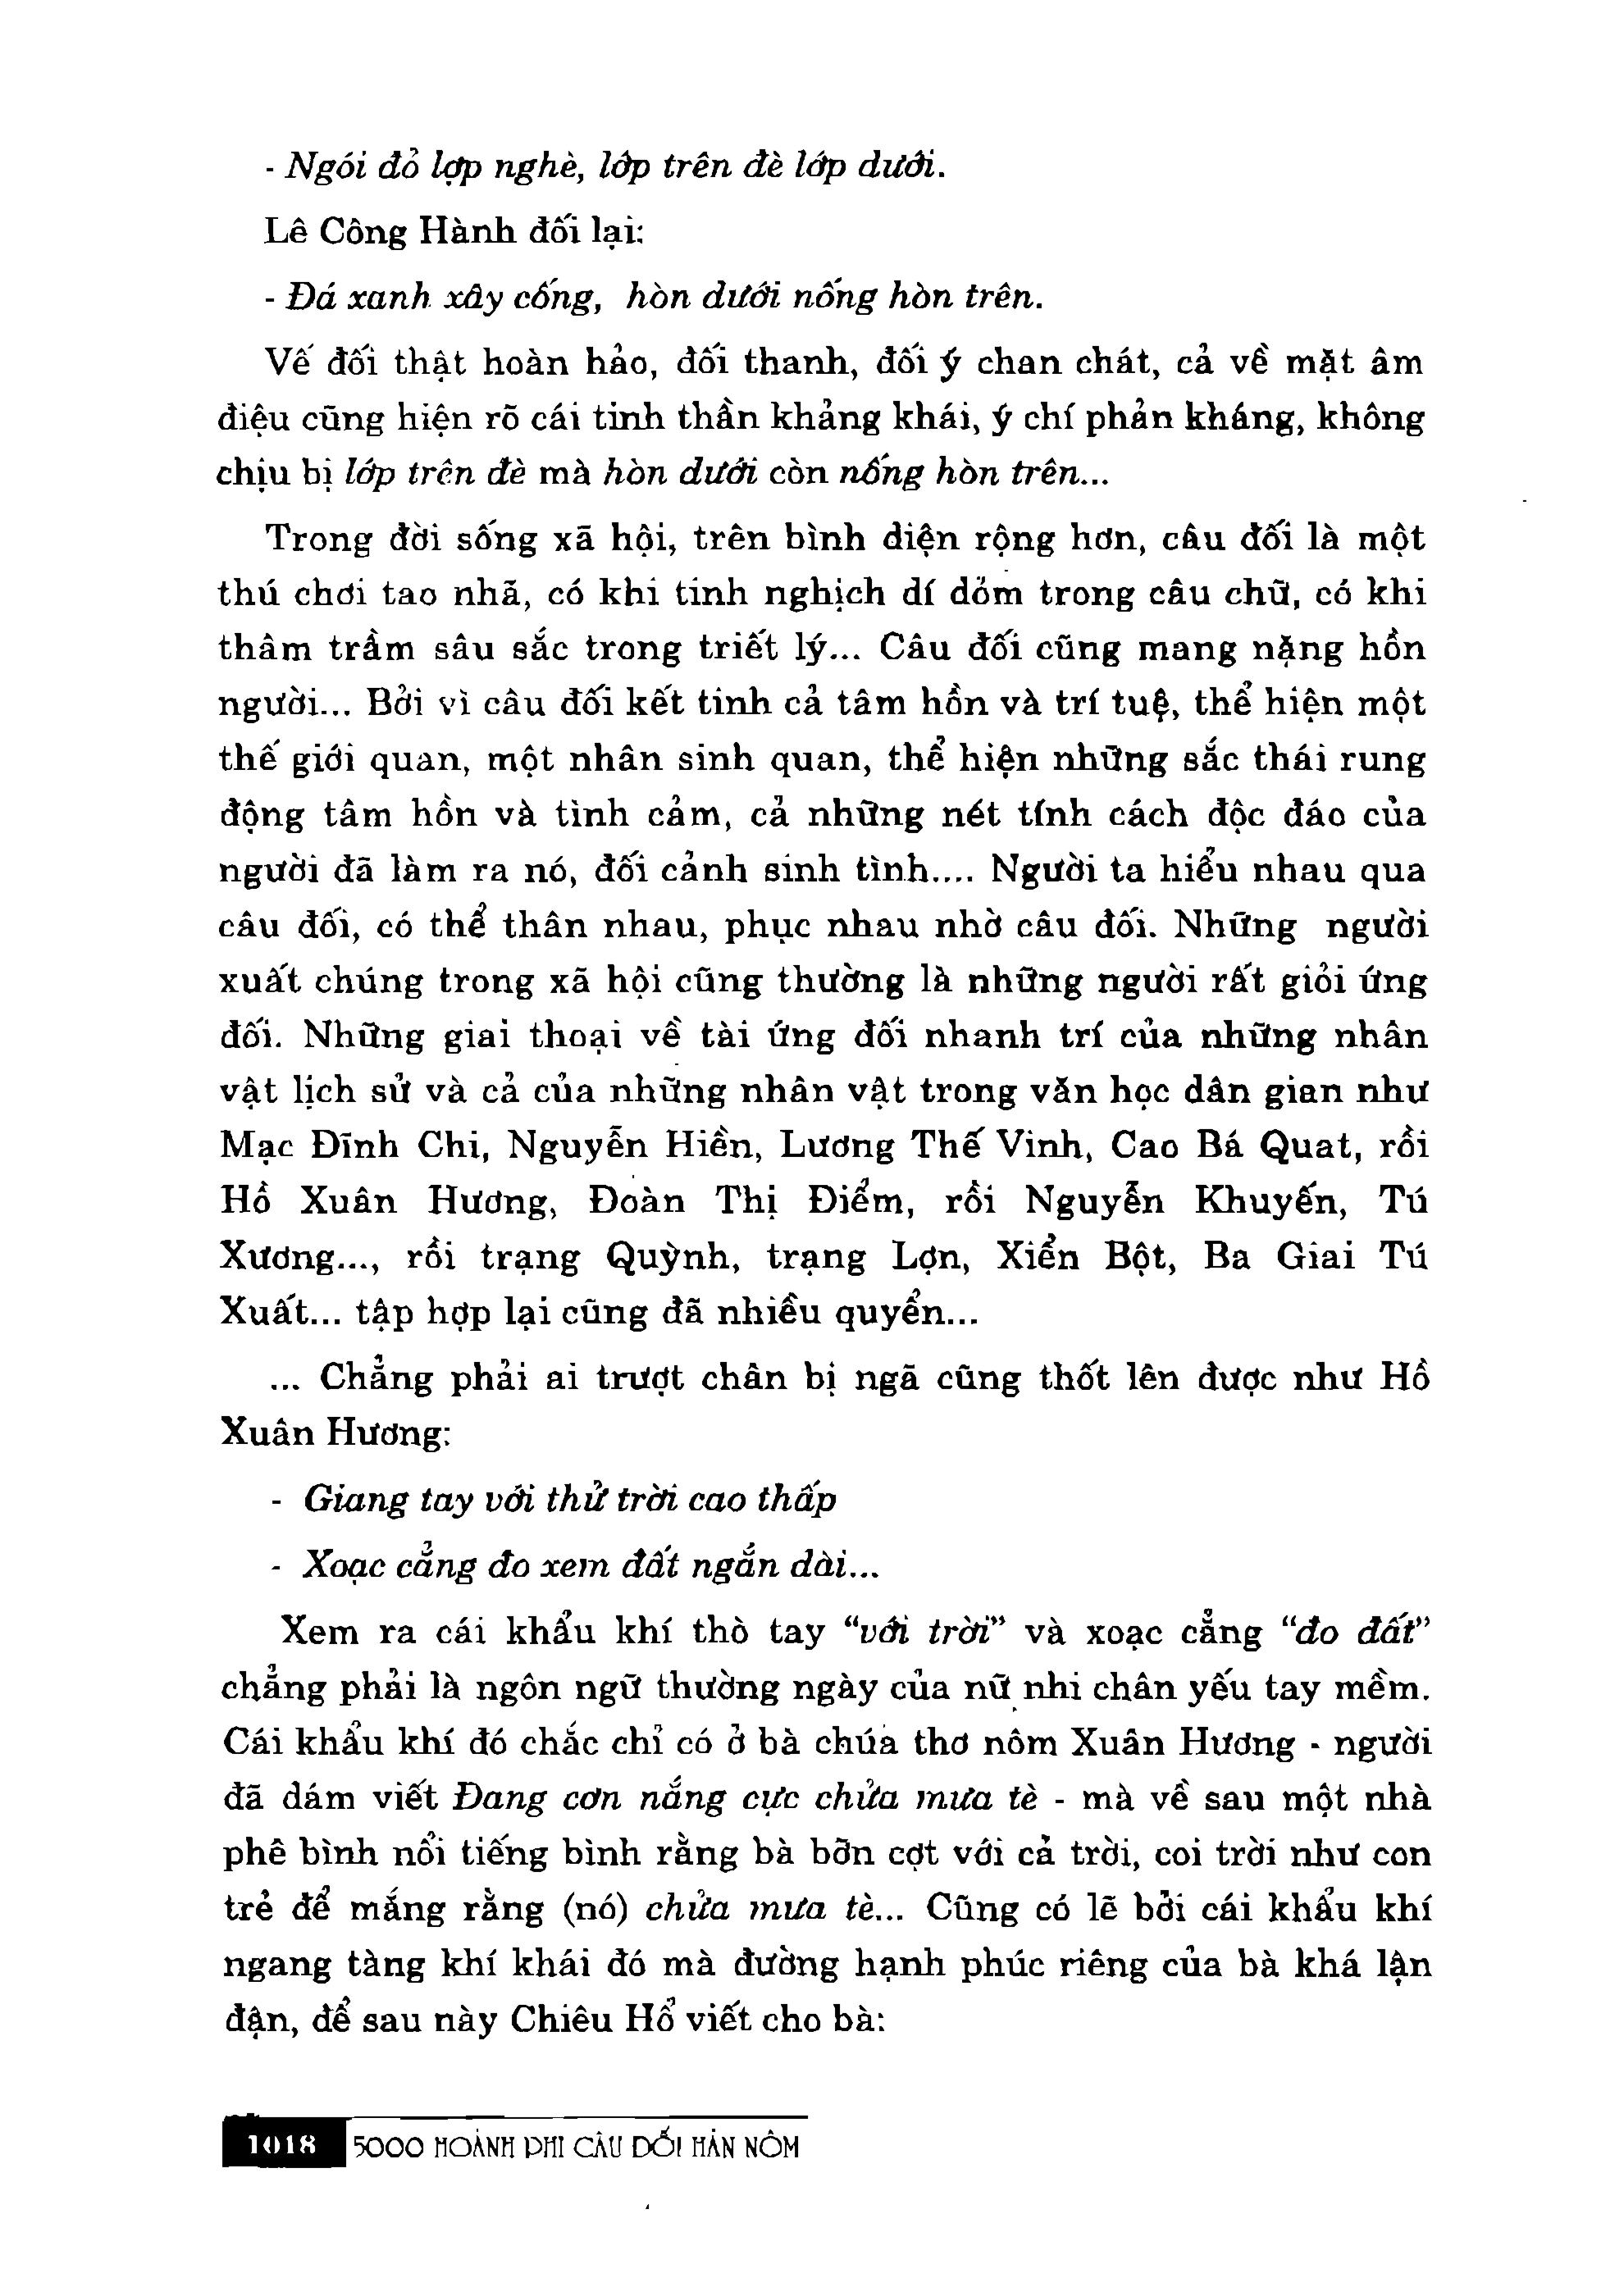 - Ngói đỏ lợp nghè, lớp trên đè lớp dưới.
Lê Công Hành đối lại:
- Đá xanh xây cống, hòn dưới nống hòn trên.
Vế đối thật hoàn hảo, đối thanh, đối ý chan chát, cả về mặt âm
điệu cũng hiện rõ cái tinh thần khảng khái, ý chí phản kháng, không
chịu bị lớp trên đè mà hòn dưới còn nống hòn trên...
Trong đời sống xã hội, trên bình diện rộng hơn, câu đối là một
thú chơi tao nhã, có khi tinh nghịch dí dỏm trong câu chữ, có khi
thâm trầm sâu sắc trong triết lý... Câu đối cũng mang nặng hồn
người... Bởi vì câu đối kết tinh cả tâm hồn và trí tuệ, thể hiện một
thế giới quan, một nhân sinh quan, thể hiện những sắc thái rung
động tâm hồn và tình cảm, cả những nét tính cách độc đáo của
người đã làm ra nó, đối cảnh sinh tình.... Người ta hiểu nhau qua
câu đối, có thể thân nhau, phục nhau nhờ câu đối. Những người
xuất chúng trong xã hội cũng thường là những người rất giỏi ứng
đối. Những giai thoại về tài ứng đối nhanh trí của những nhân
vật lịch sử và cả của những nhân vật trong văn học dân gian như
Mạc Đĩnh Chi, Nguyễn Hiền, Lương Thế Vinh, Cao Bá Quat, rồi
Hồ Xuân Hương, Đoàn Thị Điểm, rồi Nguyễn Khuyến, Tú
Xương..., rồi trạng Quỳnh, trạng Lợn, Xiển Bột, Ba Giai Tú
Xuất... tập hợp lại cũng đã nhiều quyển...
... Chẳng phải ai trượt chân bị ngã cũng thốt lên được như Hồ
Xuân Hương:
- Giang tay với thử trời cao thấp
- Xoạc cẳng đo xem đất ngắn dài...
Xem ra cái khẩu khí thò tay “với trời” và xoạc cẳng “đo đất”
chẳng phải là ngôn ngữ thường ngày của nữ nhi chân yếu tay mềm.
Cái khẩu khí đó chắc chỉ có ở bà chúa thơ nôm Xuân Hương - người
đã dám viết Đang cơn nắng cực chửa mưa tè - mà về sau một nhà
phê bình nổi tiếng bình rằng bà bỡn cợt với cả trời, coi trời như con
trẻ để mắng rằng (nó) chửa mưa tè... Cũng có lẽ bởi cái khẩu khí
ngang tàng khí khái đó mà đường hạnh phúc riêng của bà khá lận
đận, để sau này Chiêu Hổ viết cho bà:
1018 5000 HOÀNH PHI CÂU ĐỐI HÁN NÔM